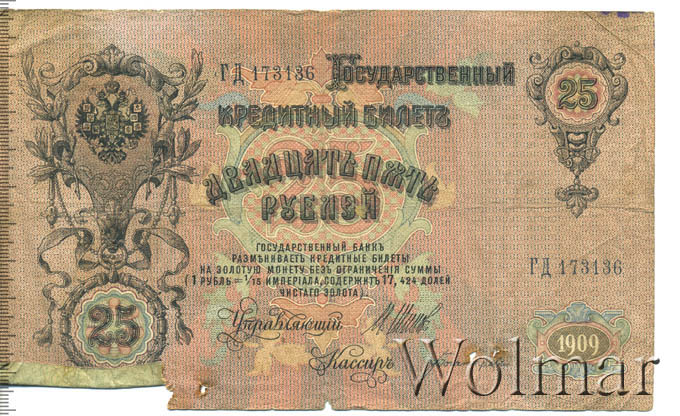 ГД 173136
Государственный
Кредитный Билетъ
25
Двадцать пять
рублей
25
Государственный Банкъ
размѣниваетъ кредитные билеты
на золотую монету безъ ограниченія суммы
(1 рубль = 1/15 имперіала, содержитъ 17,424 долей
чистаго золота).
ГД 173136
25
Управляющій
Кассиръ
1909
Wolmar